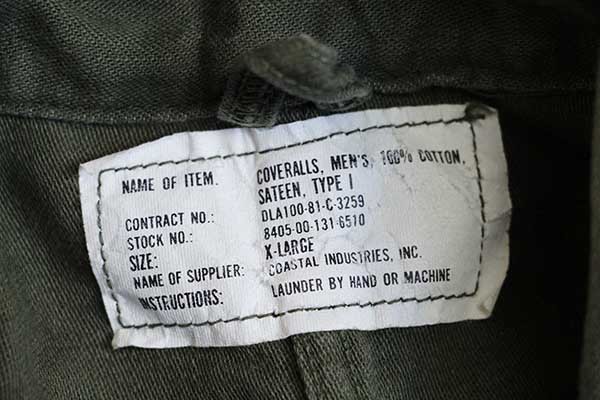 NAME OF ITEM. COVERALLS, MEN'S, 100% COTTON,
SATEEN, TYPE I
CONTRACT NO.: DLA100-81-C-3259
STOCK NO.: 8405-00-131-6510
SIZE: X-LARGE
NAME OF SUPPLIER: COASTAL INDUSTRIES, INC.
INSTRUCTIONS: LAUNDER BY HAND OR MACHINE